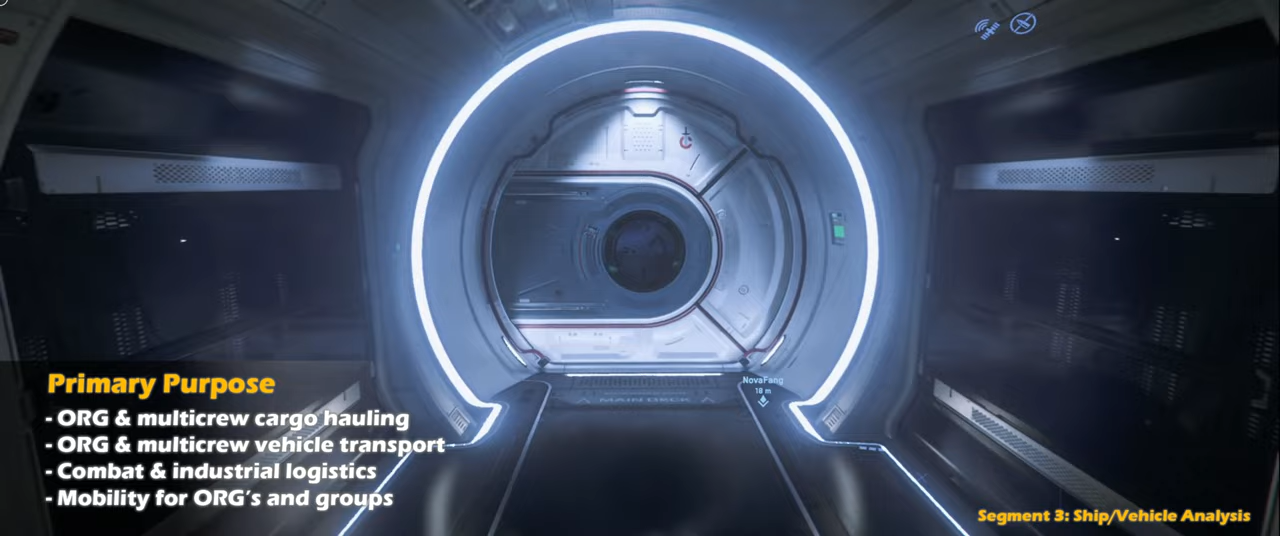 NovaFang
18 m
MAIN DECK
Primary Purpose
- ORG & multicrew cargo hauling
- ORG & multicrew vehicle transport
- Combat & industrial logistics
- Mobility for ORG's and groups
Segment 3: Ship/Vehicle Analysis